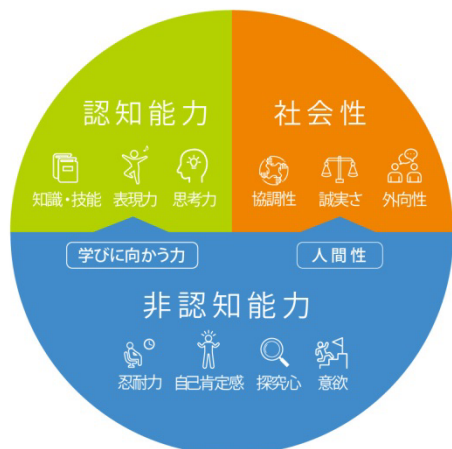 認知能力
知識・技能 表現力 思考力
社会性
協調性 誠実さ 外向性
学びに向かう力
人間性
非認知能力
忍耐力 自己肯定感 探究心 意欲